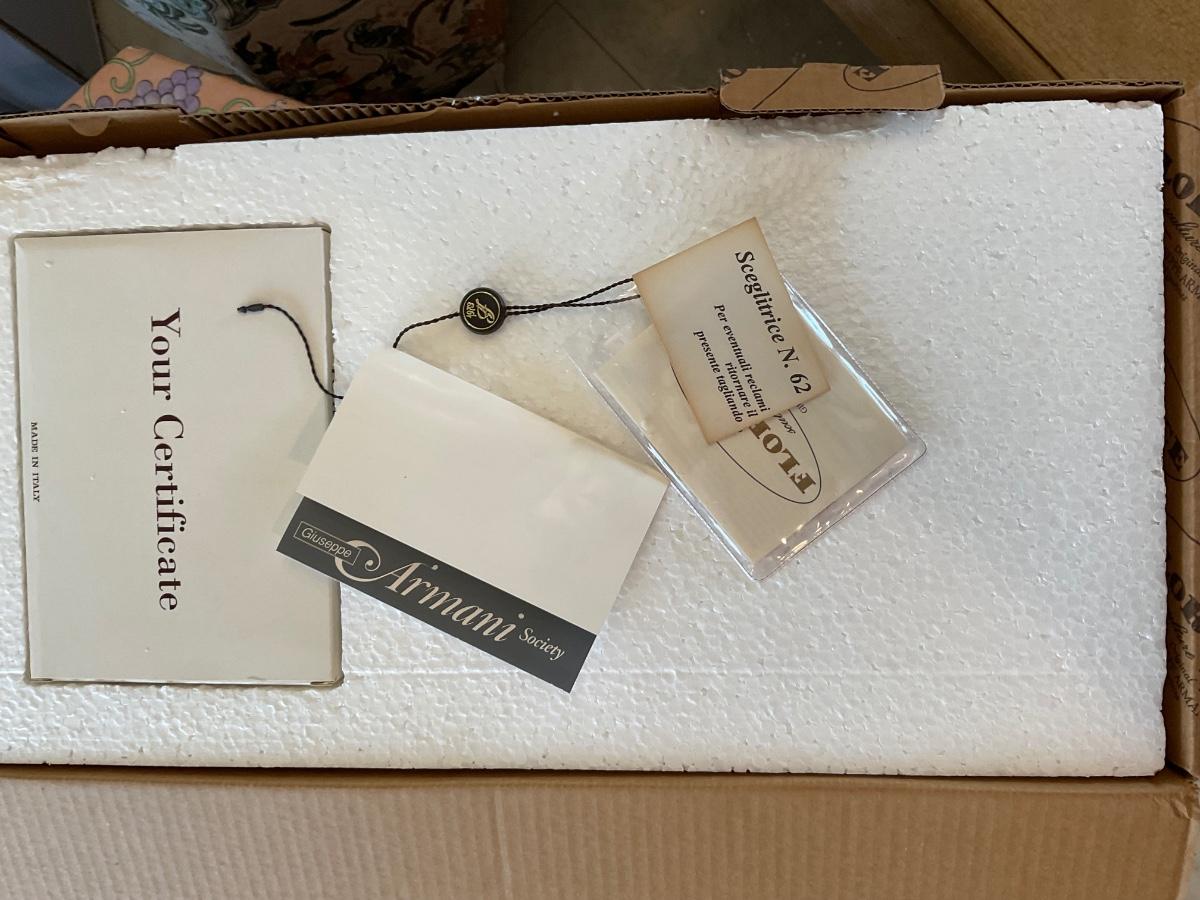 Your Certificate
MADE IN ITALY
Giuseppe
Armani
Society
Sceglitrice N. 62
Per eventuali reclami
ritornare il
presente tagliando